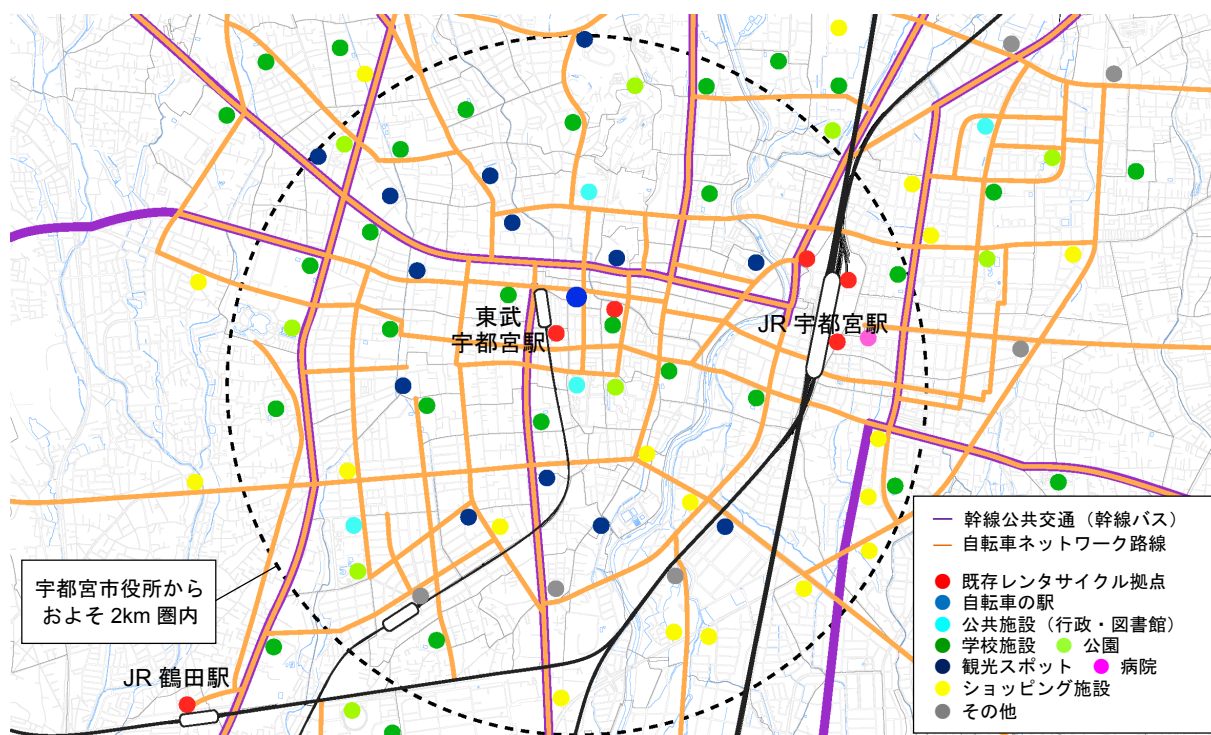 東武
宇都宮駅
JR 宇都宮駅
宇都宮市役所から
およそ 2km 圏内
JR 鶴田駅
幹線公共交通（幹線バス）
自転車ネットワーク路線
既存レンタサイクル拠点
自転車の駅
公共施設（行政・図書館）
学校施設 公園
観光スポット 病院
ショッピング施設
その他